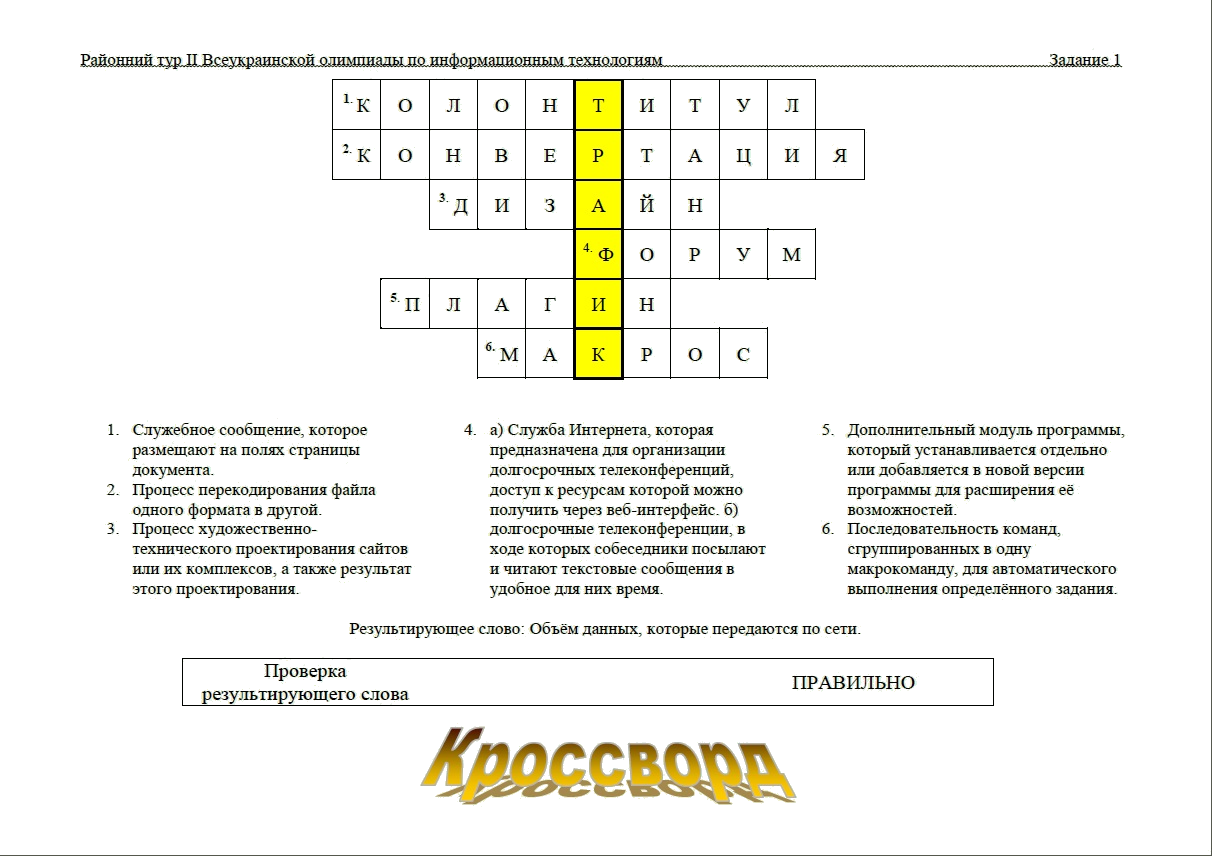 Районний тур II Всеукраинской олимпиады по информационным технологиям Задание 1
1. К О Л О Н Т И Т У Л
2. К О Н В Е Р Т А Ц И Я
3. Д И З А Й Н
4. Ф О Р У М
5. П Л А Г И Н
6. М А К Р О С
1. Служебное сообщение, которое
размещают на полях страницы
документа.
2. Процесс перекодирования файла
одного формата в другой.
3. Процесс художественно-
технического проектирования сайтов
или их комплексов, а также результат
этого проектирования.
4. а) Служба Интернета, которая
предназначена для организации
долгосрочных телеконференций,
доступ к ресурсам которой можно
получить через веб-интерфейс. б)
долгосрочные телеконференции, в
ходе которых собеседники посылают
и читают текстовые сообщения в
удобное для них время.
5. Дополнительный модуль программы,
который устанавливается отдельно
или добавляется в новой версии
программы для расширения её
возможностей.
6. Последовательность команд,
сгруппированных в одну
макрокоманду, для автоматического
выполнения определённого задания.
Результирующее слово: Объём данных, которые передаются по сети.
Проверка
результирующего слова
ПРАВИЛЬНО
Кроссворд